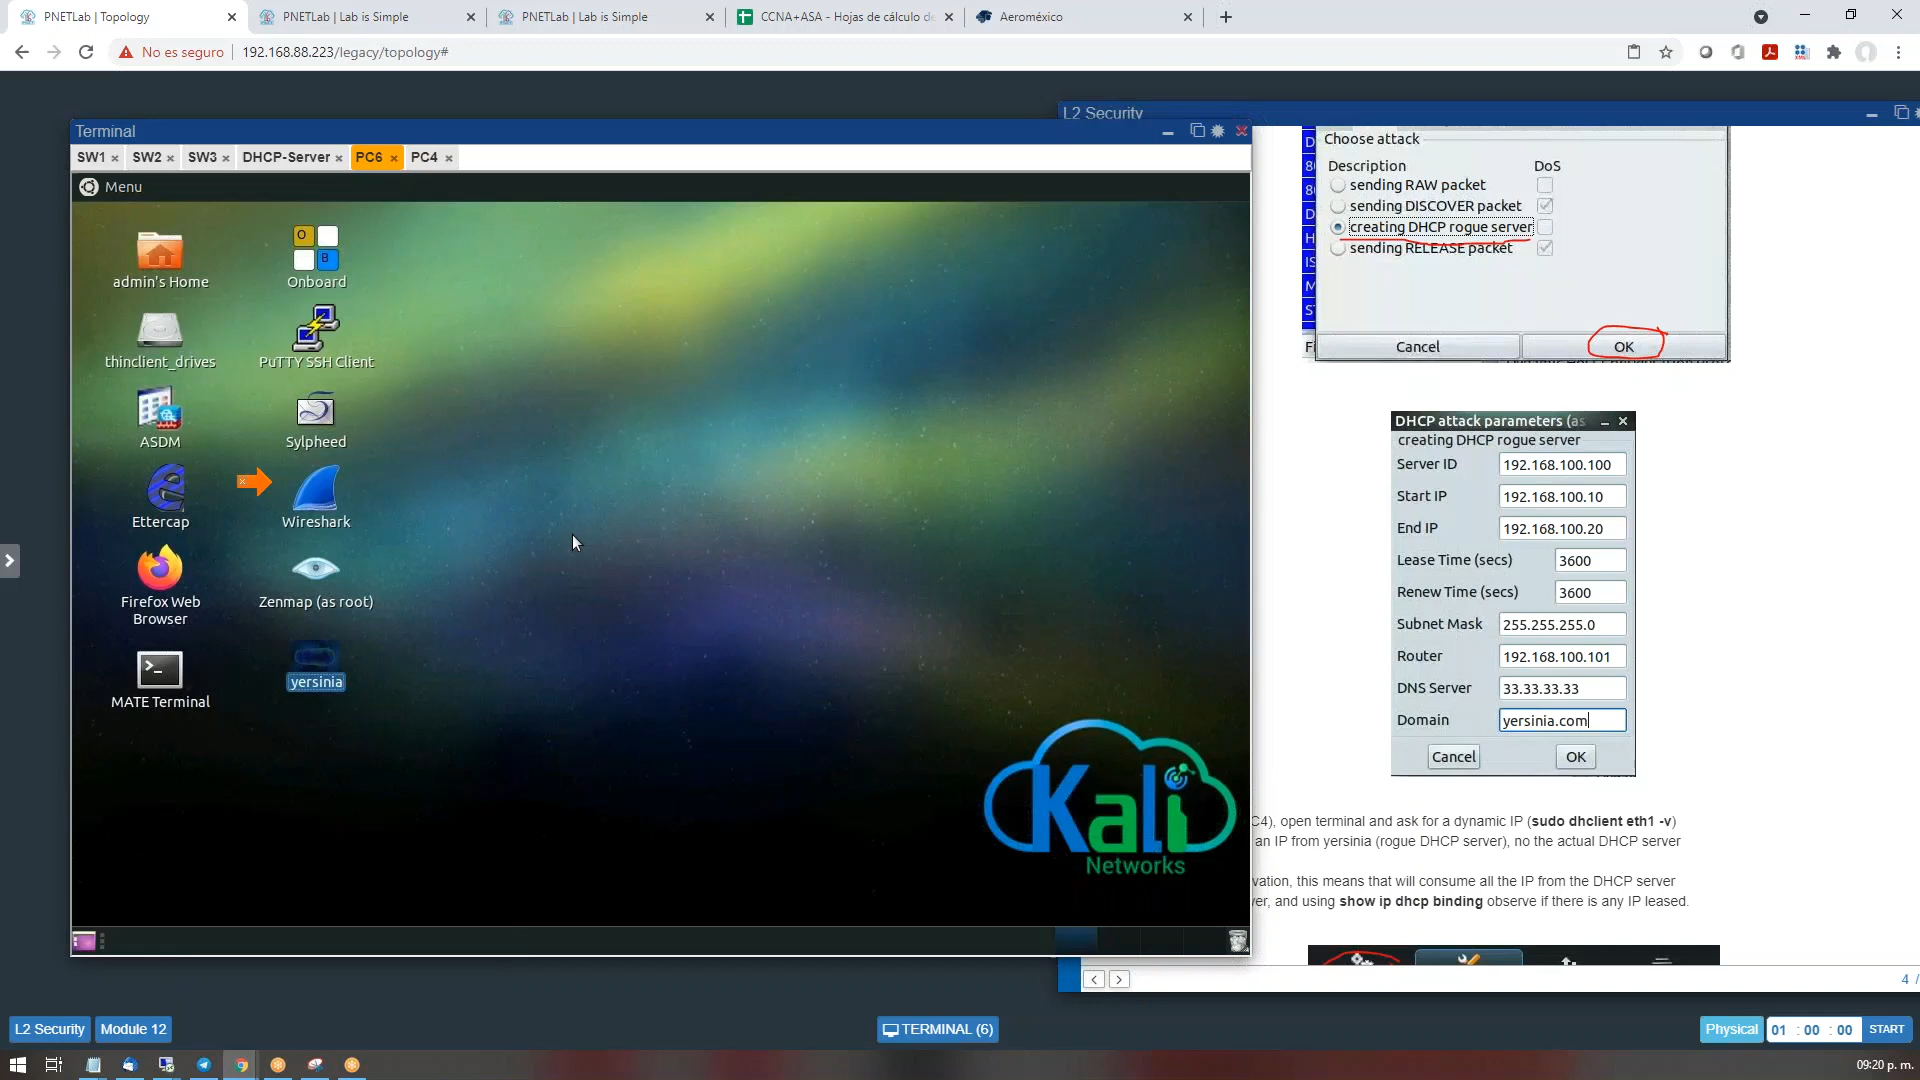 PNETLab | Topology
PNETLab | Lab is Simple
PNETLab | Lab is Simple
CCNA+ASA - Hojas de cálculo de
Aeroméxico
No es seguro
192.168.88.223/legacy/topology#
L2 Security
Terminal
SW1
SW2
SW3
DHCP-Server
PC6
PC4
Menu
admin's Home
Onboard
thinclient_drives
PuTTY SSH Client
ASDM
Sylpheed
Ettercap
Wireshark
Firefox Web
Browser
Zenmap (as root)
MATE Terminal
yersinia
Kali
Networks
Choose attack
Description DoS
sending RAW packet
sending DISCOVER packet
creating DHCP rogue server
sending RELEASE packet
Cancel
OK
DHCP attack parameters (as
creating DHCP rogue server
Server ID 192.168.100.100
Start IP 192.168.100.10
End IP 192.168.100.20
Lease Time (secs) 3600
Renew Time (secs) 3600
Subnet Mask 255.255.255.0
Router 192.168.100.101
DNS Server 33.33.33.33
Domain yersinia.com
Cancel OK
C4), open terminal and ask for a dynamic IP (sudo dhclient eth1 -v)
an IP from yersinia (rogue DHCP server), no the actual DHCP server
vation, this means that will consume all the IP from the DHCP server
ver, and using show ip dhcp binding observe if there is any IP leased.
4 /
L2 Security
Module 12
TERMINAL (6)
Physical
01 : 00 : 00
START
09:20 p. m.